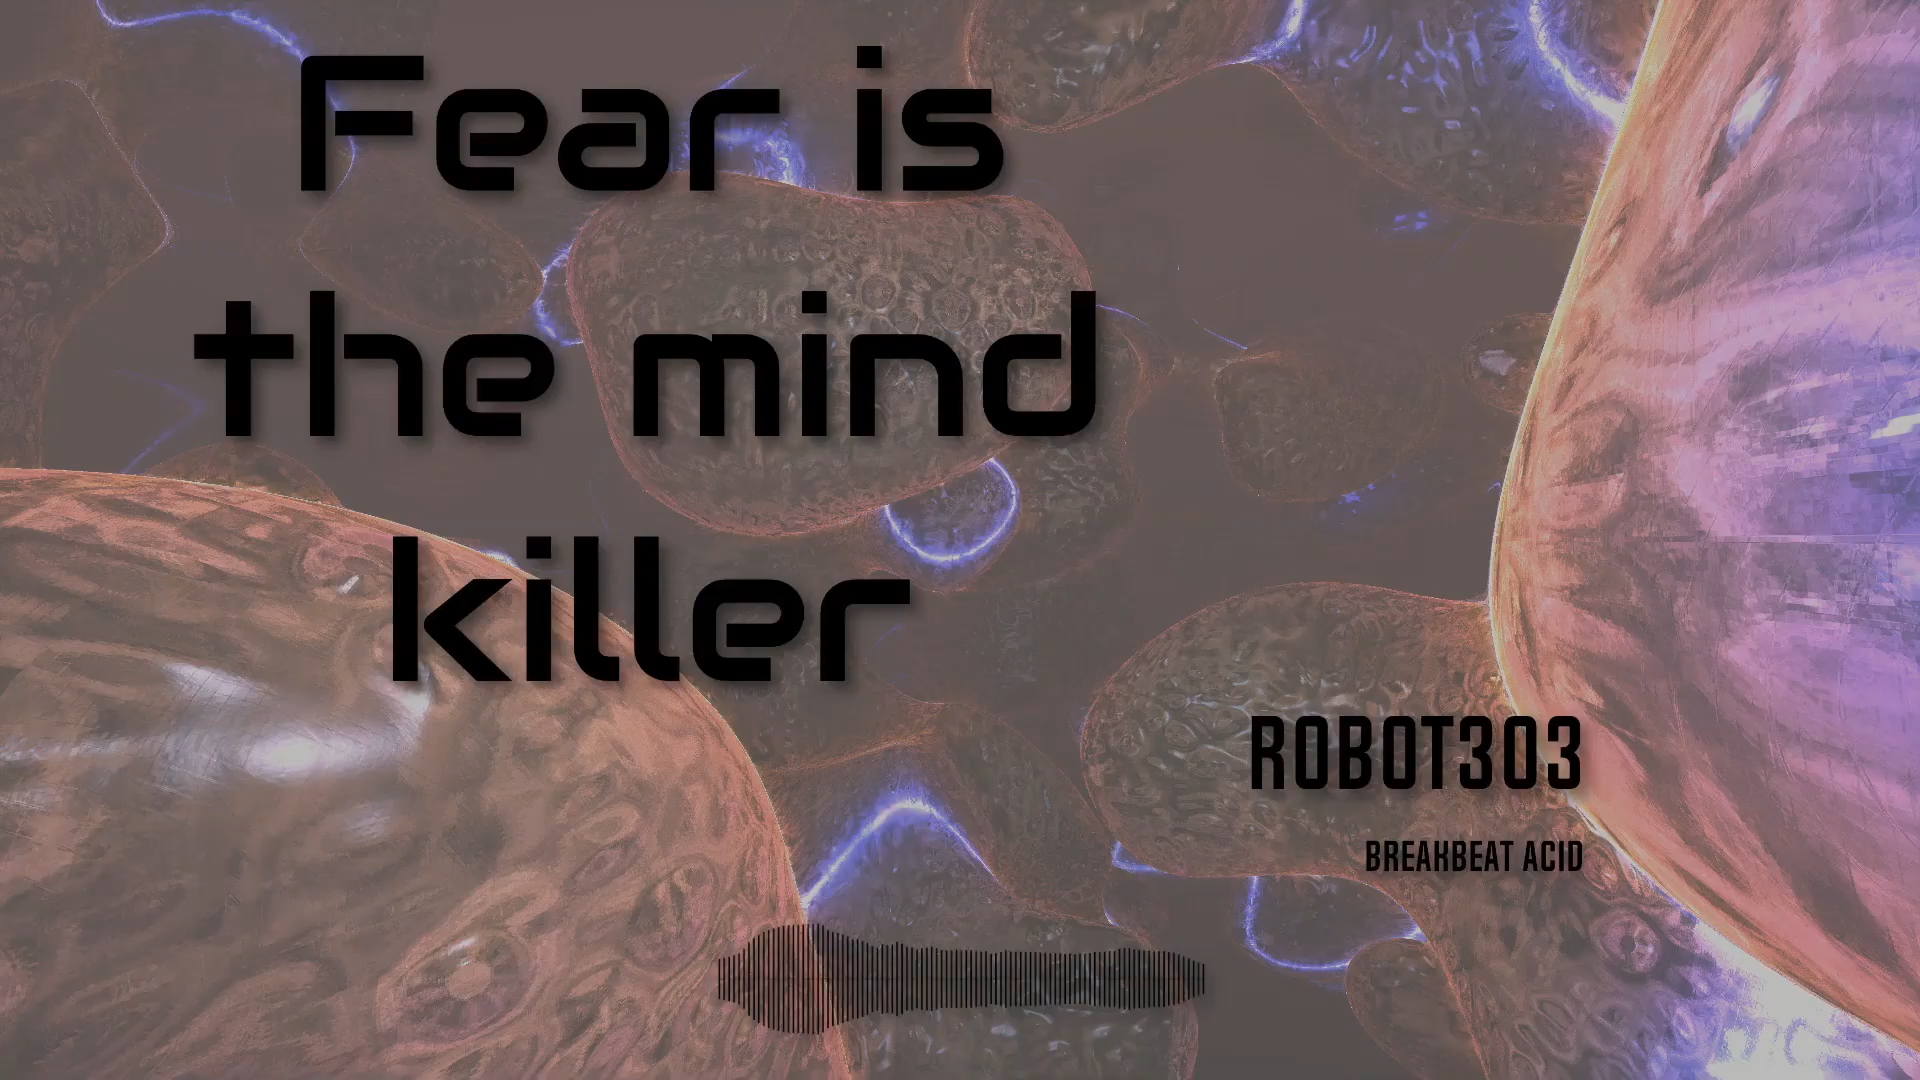 Fear is
the mind
killer
ROBOT303
BREAKBEAT ACID